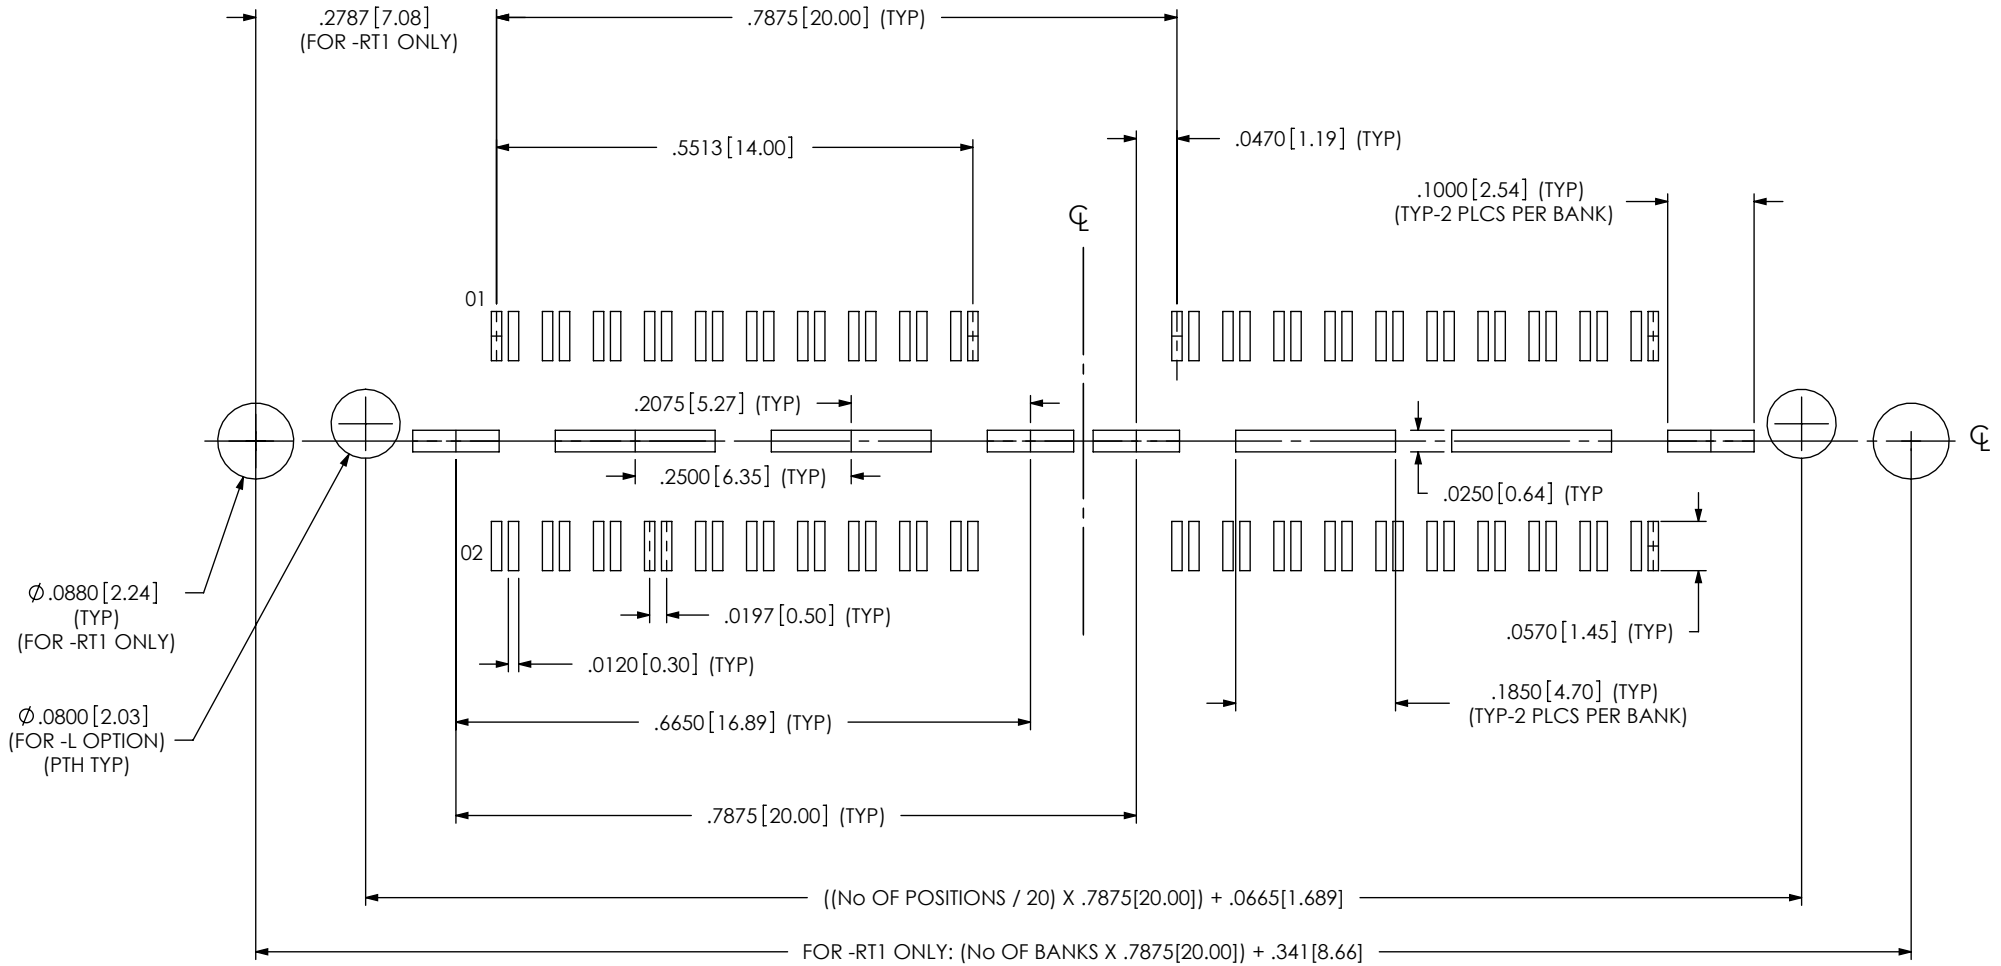 .2787[7.08]
(FOR -RT1 ONLY)
.7875[20.00] (TYP)
.5513[14.00]
.0470[1.19] (TYP)
.1000[2.54] (TYP)
(TYP-2 PLCS PER BANK)
℄
01
.2075[5.27] (TYP)
℄
.2500[6.35] (TYP)
.0250[0.64] (TYP
02
Ø.0880[2.24]
(TYP)
(FOR -RT1 ONLY)
.0197[0.50] (TYP)
.0570[1.45] (TYP)
.0120[0.30] (TYP)
.1850[4.70] (TYP)
(TYP-2 PLCS PER BANK)
Ø.0800[2.03]
(FOR -L OPTION)
(PTH TYP)
.6650[16.89] (TYP)
.7875[20.00] (TYP)
((No OF POSITIONS / 20) X .7875[20.00]) + .0665[1.689]
FOR -RT1 ONLY: (No OF BANKS X .7875[20.00]) + .341[8.66]